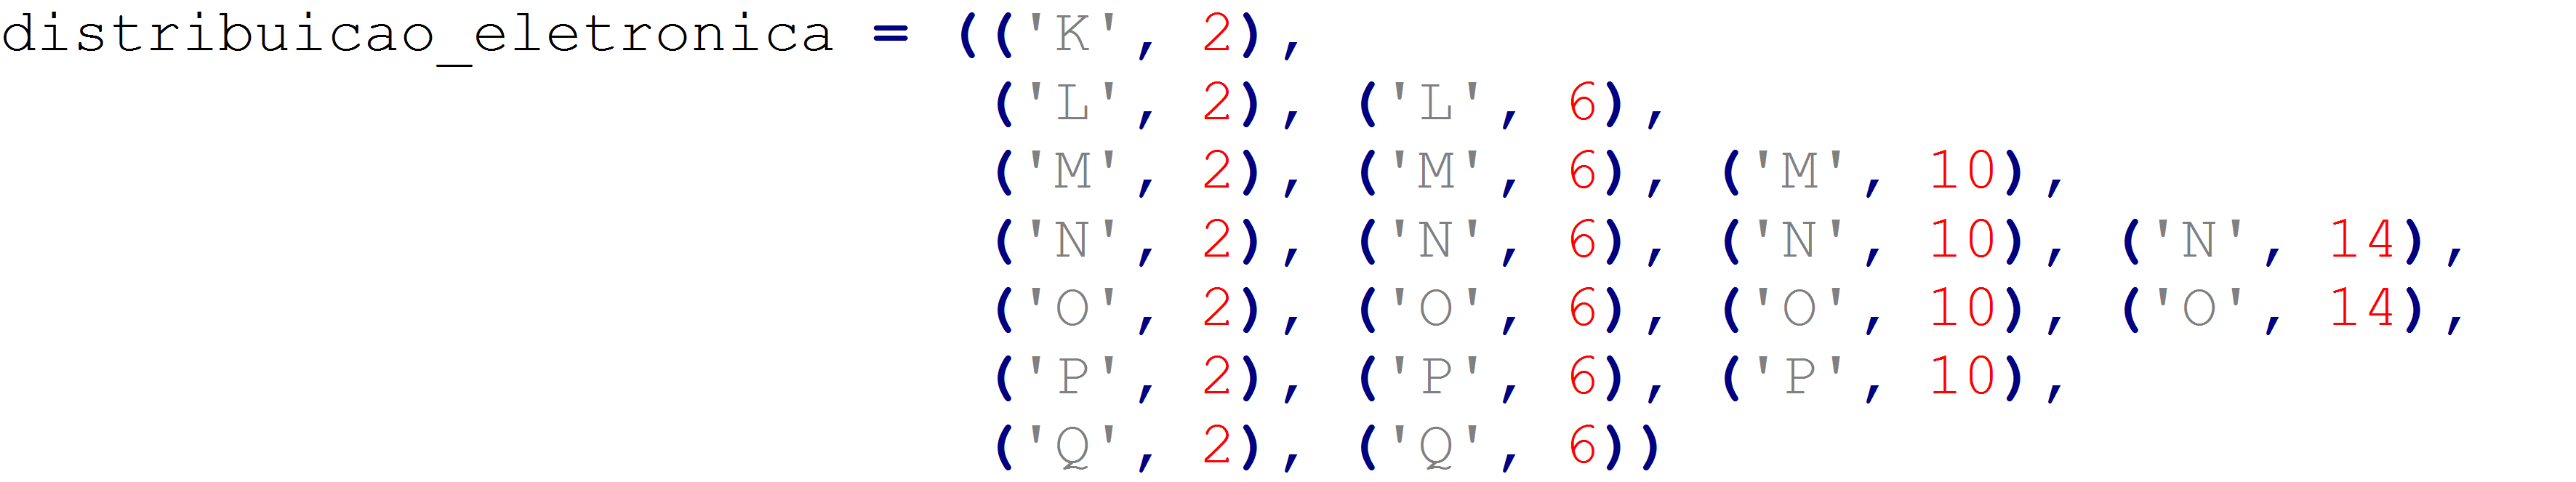 distribuicao_eletronica = (('K', 2),
('L', 2), ('L', 6),
('M', 2), ('M', 6), ('M', 10),
('N', 2), ('N', 6), ('N', 10), ('N', 14),
('O', 2), ('O', 6), ('O', 10), ('O', 14),
('P', 2), ('P', 6), ('P', 10),
('Q', 2), ('Q', 6))